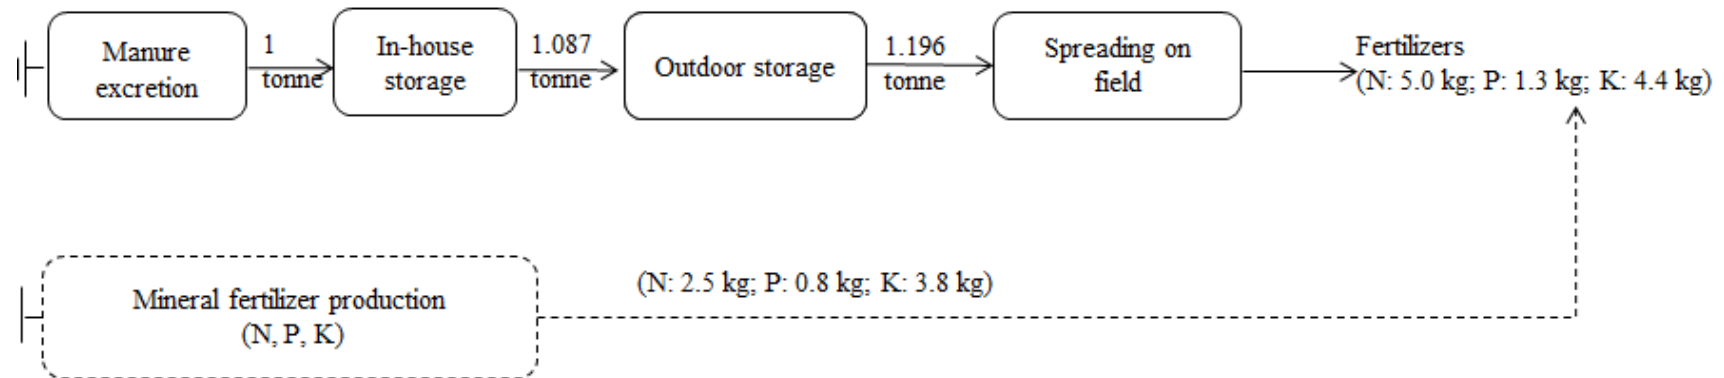 Manure
excretion
1
tonne
In-house
storage
1.087
tonne
Outdoor storage
1.196
tonne
Spreading on
field
Fertilizers
(N: 5.0 kg; P: 1.3 kg; K: 4.4 kg)
Mineral fertilizer production
(N, P, K)
(N: 2.5 kg; P: 0.8 kg; K: 3.8 kg)